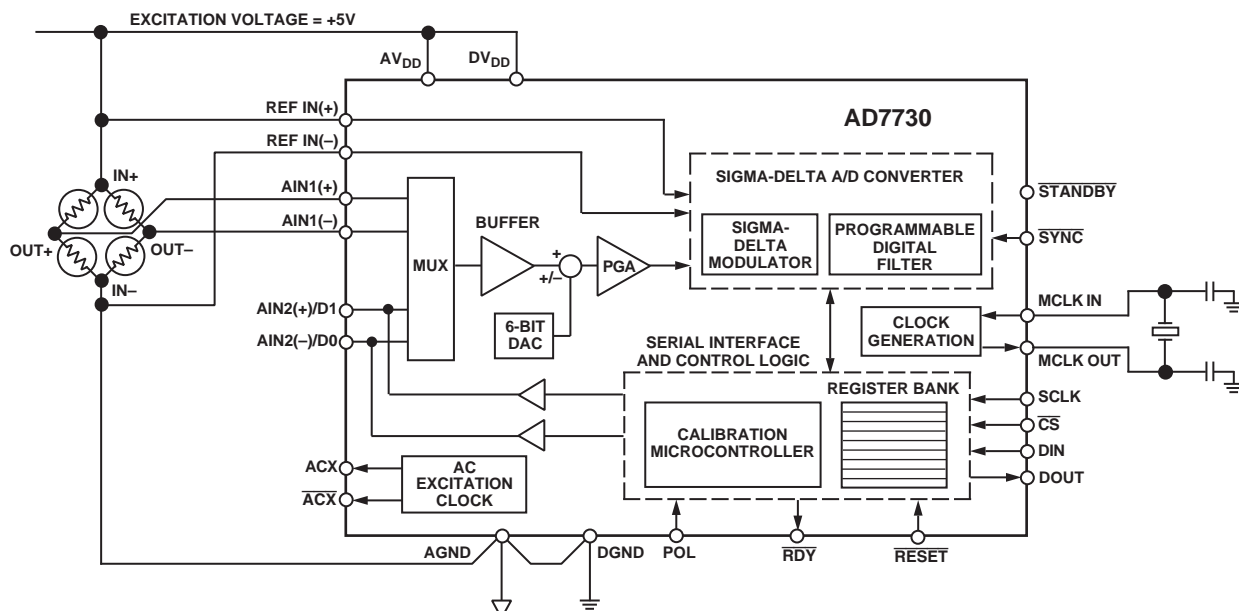 EXCITATION VOLTAGE = +5V
AVDD
DVDD
REF IN(+)
AD7730
REF IN(–)
IN+
SIGMA-DELTA A/D CONVERTER
AIN1(+)
STANDBY
BUFFER
AIN1(–)
SIGMA-
DELTA
MODULATOR
PROGRAMMABLE
DIGITAL
FILTER
SYNC
OUT+
OUT–
MUX
+
+/–
PGA
IN–
MCLK IN
AIN2(+)/D1
6-BIT
DAC
CLOCK
GENERATION
AIN2(–)/D0
SERIAL INTERFACE
AND CONTROL LOGIC
MCLK OUT
REGISTER BANK
SCLK
CS
CALIBRATION
MICROCONTROLLER
DIN
ACX
AC
EXCITATION
CLOCK
DOUT
ACX
AGND
DGND
POL
RDY
RESET